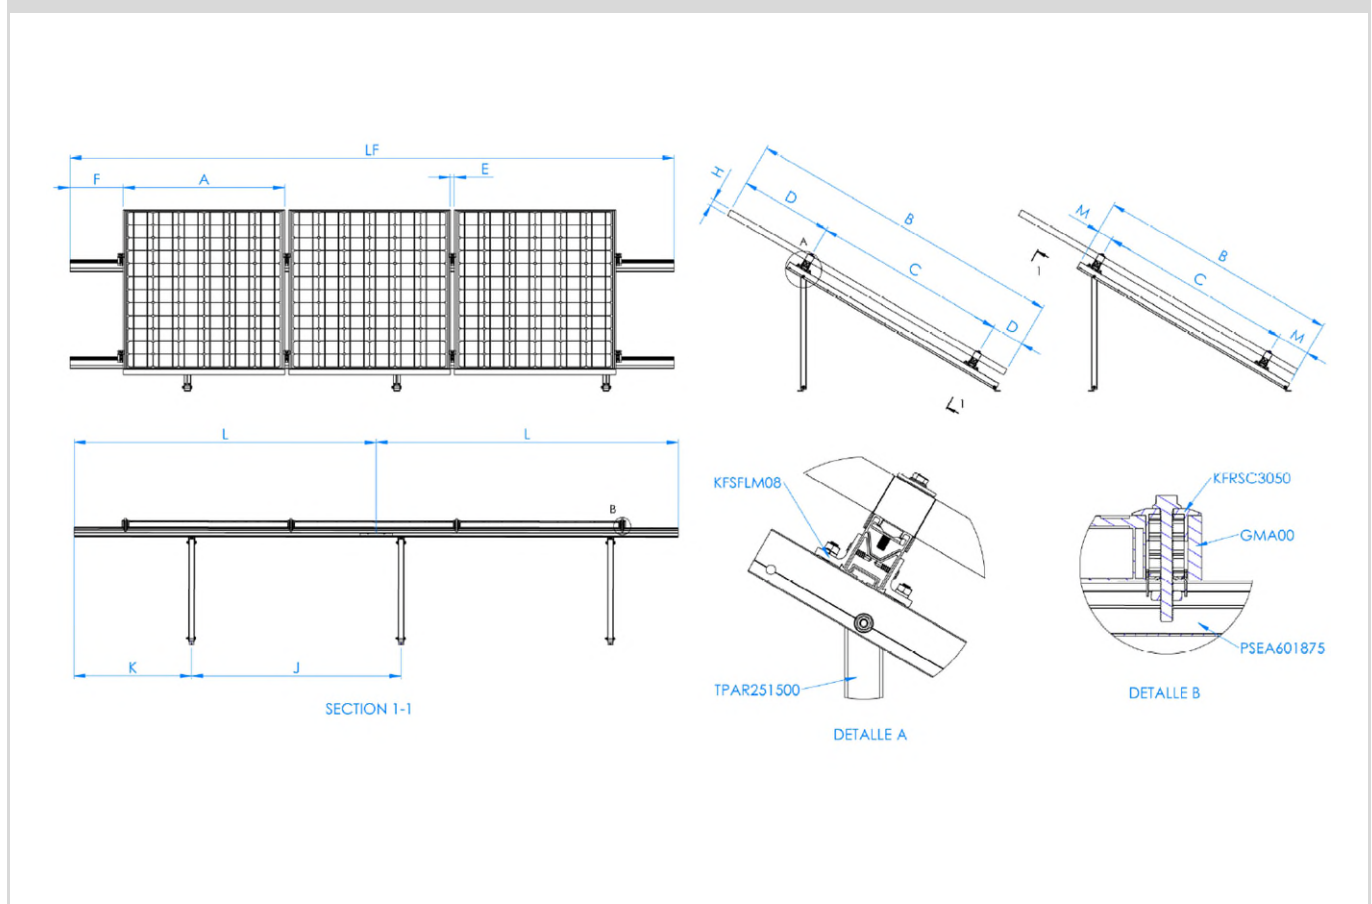 LF
F
A
E
H
D
B
A
C
D
1
M
B
1
C
M
L
L
B
K
J
SECTION 1-1
KFSFLM08
TPAR251500
DETALLE A
KFRSC3050
GMA00
PSEA601875
DETALLE B